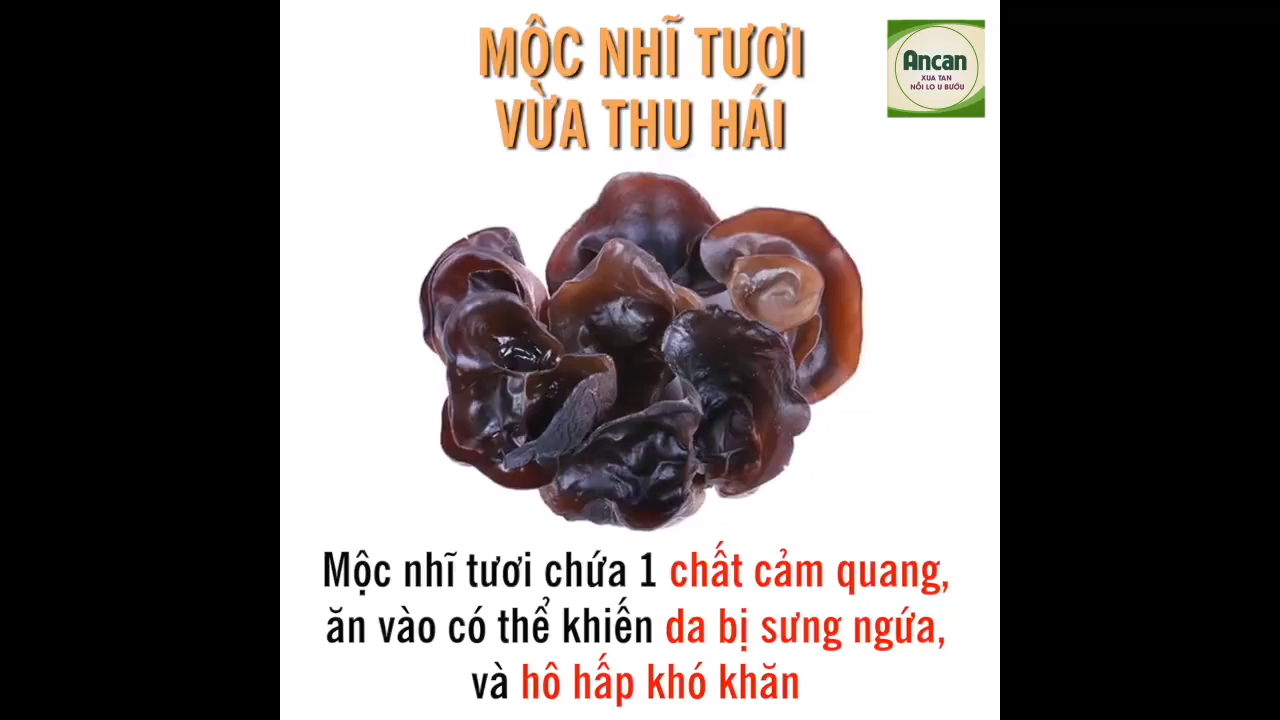 MỘC NHĨ TƯƠI
VỪA THU HÁI
Ancan
XUA TAN
NỖI LO U BƯỚU
Mộc nhĩ tươi chứa 1 chất cảm quang,
ăn vào có thể khiến da bị sưng ngứa,
và hô hấp khó khăn